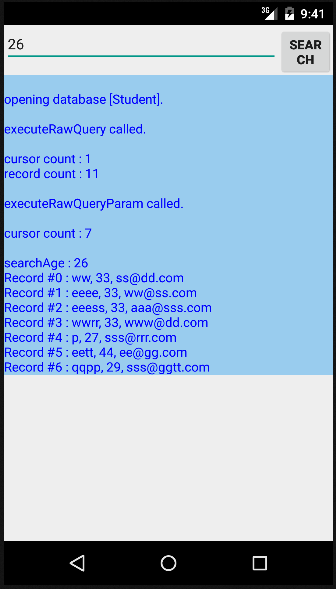 3G 9:41
26
SEAR
CH
opening database [Student].
executeRawQuery called.
cursor count : 1
record count : 11
executeRawQueryParam called.
cursor count : 7
searchAge : 26
Record #0 : ww, 33, ss@dd.com
Record #1 : eeee, 33, ww@ss.com
Record #2 : eeess, 33, aaa@sss.com
Record #3 : wwrr, 33, www@dd.com
Record #4 : p, 27, sss@rrr.com
Record #5 : eett, 44, ee@gg.com
Record #6 : qqpp, 29, sss@ggtt.com